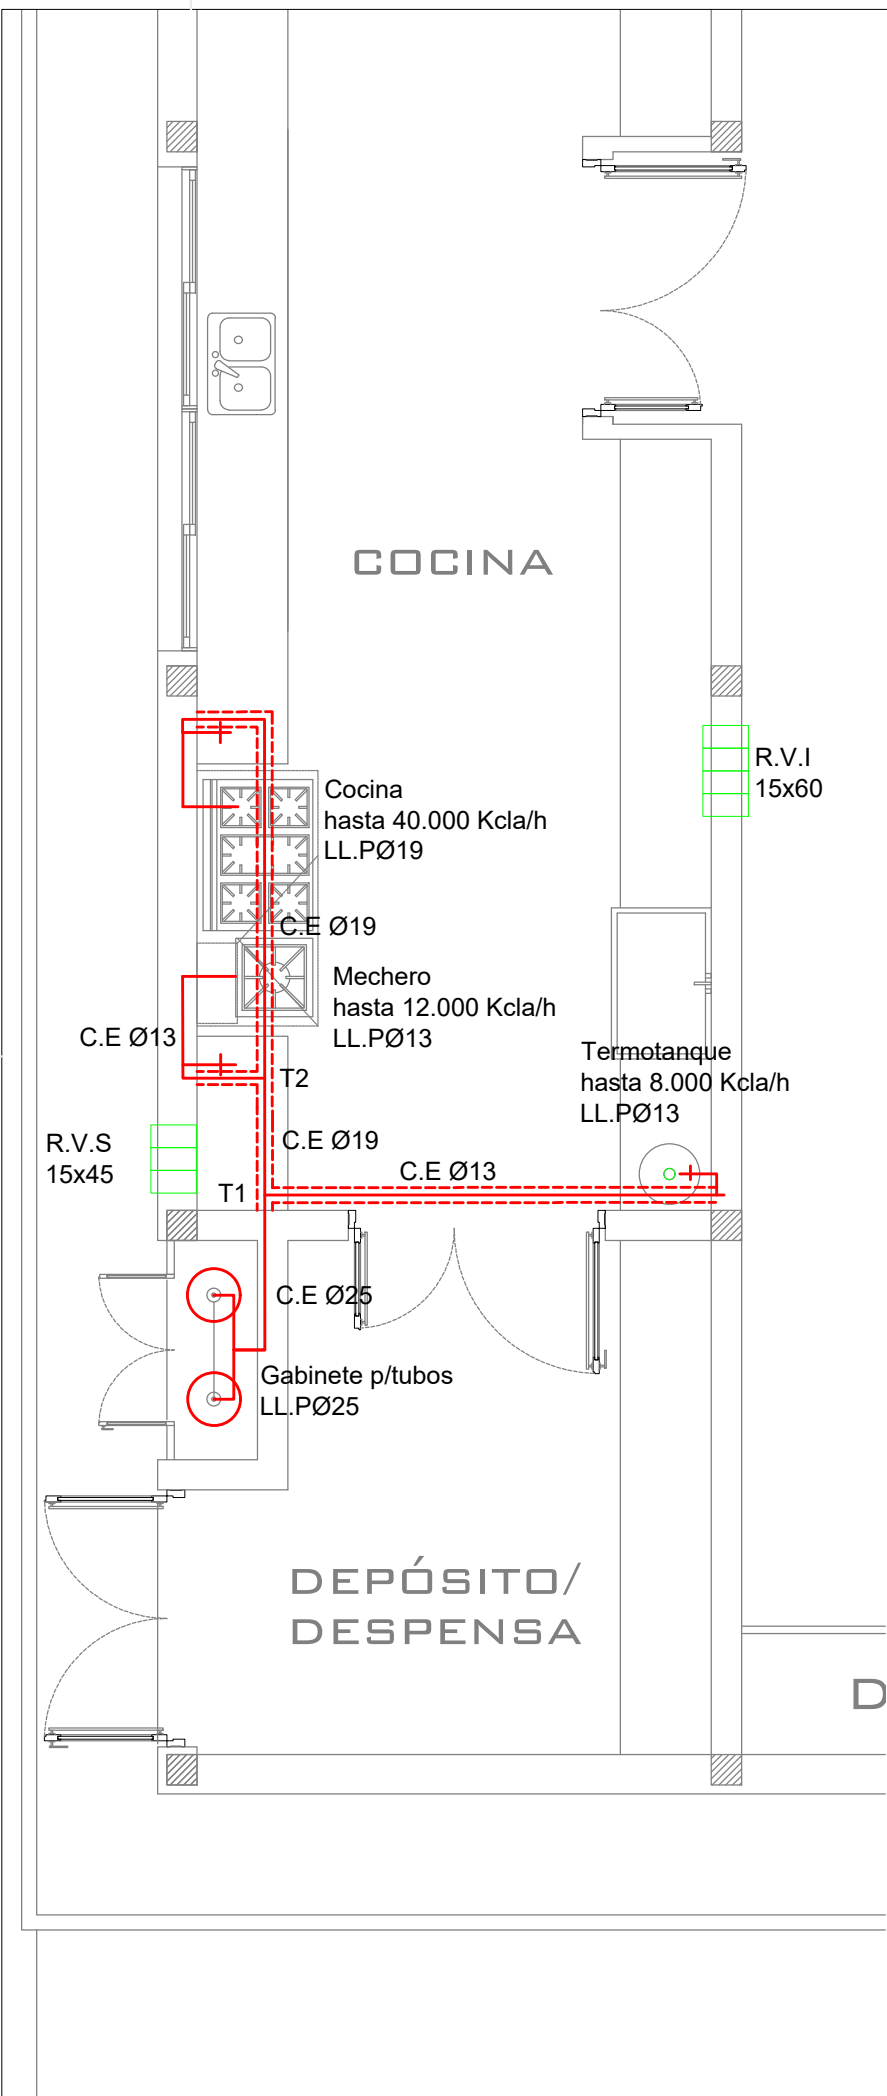 COCINA
R.V.I
15x60
Cocina
hasta 40.000 Kcla/h
LL.PØ19
C.E Ø19
Mechero
hasta 12.000 Kcla/h
LL.PØ13
C.E Ø13
Termotanque
hasta 8.000 Kcla/h
LL.PØ13
T2
R.V.S
15x45
C.E Ø19
C.E Ø13
T1
C.E Ø25
Gabinete p/tubos
LL.PØ25
DEPÓSITO/
DESPENSA
D